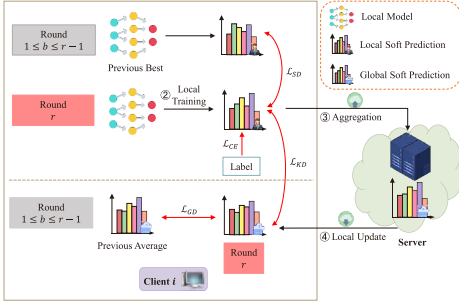 Round
1 ≤ b ≤ r − 1
Previous Best
Local Model
Local Soft Prediction
Global Soft Prediction
Round
r
② Local
Training
ℒSD
ℒCE
Label
ℒKD
③ Aggregation
Server
Round
1 ≤ b ≤ r − 1
Previous Average
ℒGD
Round
r
④ Local Update
Client i